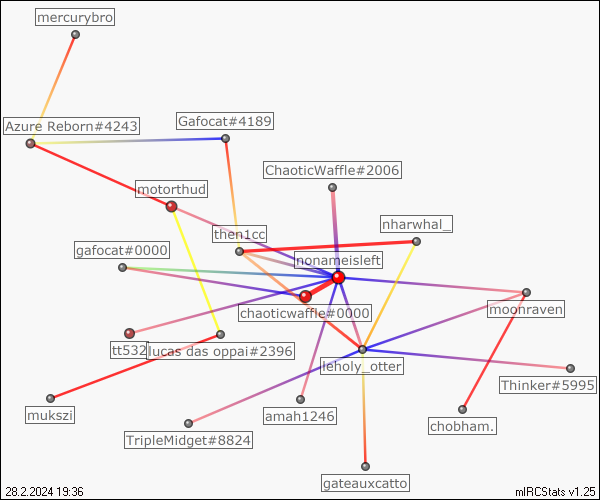 mercurybro
Azure Reborn#4243
Gafocat#4189
ChaoticWaffle#2006
motorthud
nharwhal_
then1cc
gafocat#0000
nonameisleft
chaoticwaffle#0000
moonraven
tt532
lucas das oppai#2396
leholy_otter
Thinker#5995
mukszi
amah1246
chobham.
TripleMidget#8824
gateauxcatto
28.2.2024 19:36
mIRCStats v1.25